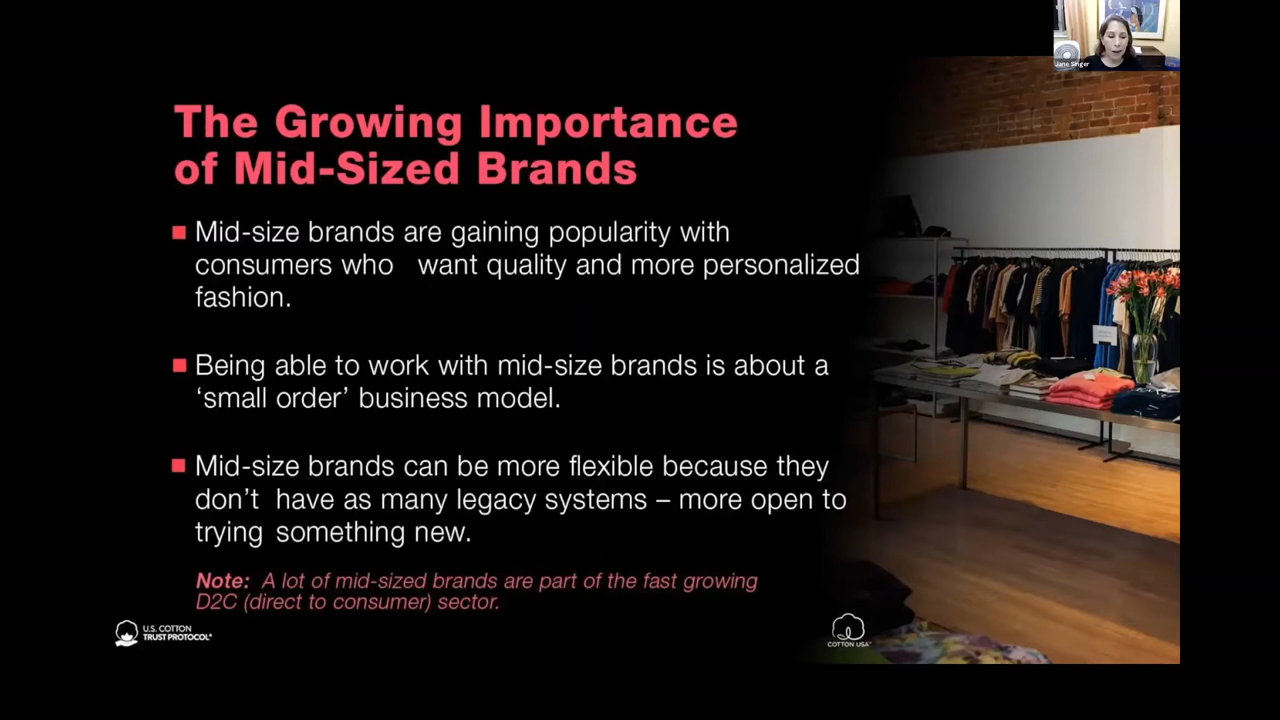 Jane Singer
The Growing Importance
of Mid-Sized Brands
Mid-size brands are gaining popularity with
consumers who want quality and more personalized
fashion.
Being able to work with mid-size brands is about a
‘small order’ business model.
Mid-size brands can be more flexible because they
don’t have as many legacy systems – more open to
trying something new.
Note: A lot of mid-sized brands are part of the fast growing
D2C (direct to consumer) sector.
U.S. COTTON
TRUST PROTOCOL®
COTTON USA™